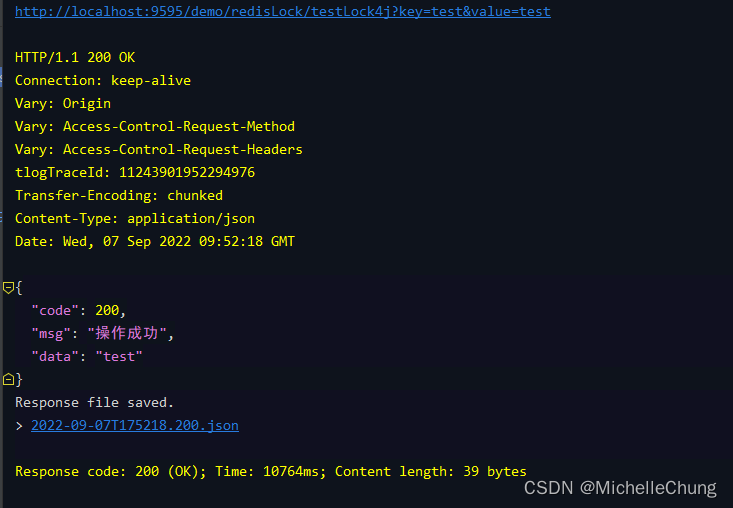 http://localhost:9595/demo/redisLock/testLock4j?key=test&value=test
HTTP/1.1 200 OK
Connection: keep-alive
Vary: Origin
Vary: Access-Control-Request-Method
Vary: Access-Control-Request-Headers
tlogTraceId: 11243901952294976
Transfer-Encoding: chunked
Content-Type: application/json
Date: Wed, 07 Sep 2022 09:52:18 GMT
{
"code": 200,
"msg": "操作成功",
"data": "test"
}
Response file saved.
> 2022-09-07T175218.200.json
Response code: 200 (OK); Time: 10764ms; Content length: 39 bytes
CSDN @MichelleChung